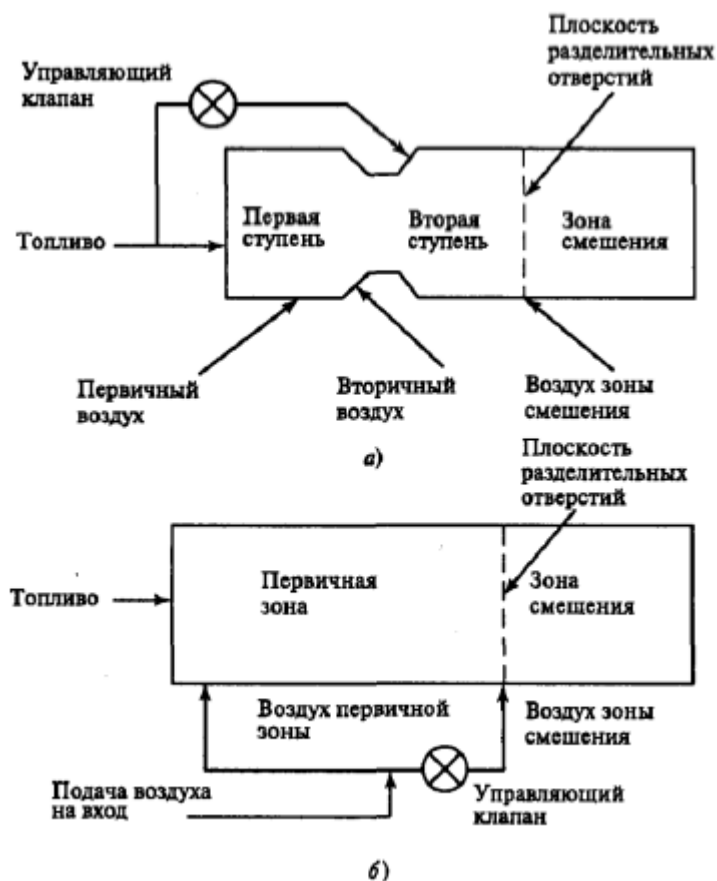 Плоскость
разделительных
отверстий
Управляющий
клапан
Первая
ступень
Вторая
ступень
Зона
смешения
Топливо
Первичный
воздух
Вторичный
воздух
Воздух зоны
смешения
а)
Плоскость
разделительных
отверстий
Первичная
зона
Зона
смешения
Топливо
Воздух первичной
зоны
Воздух зоны
смешения
Подача воздуха
на вход
Управляющий
клапан
б)